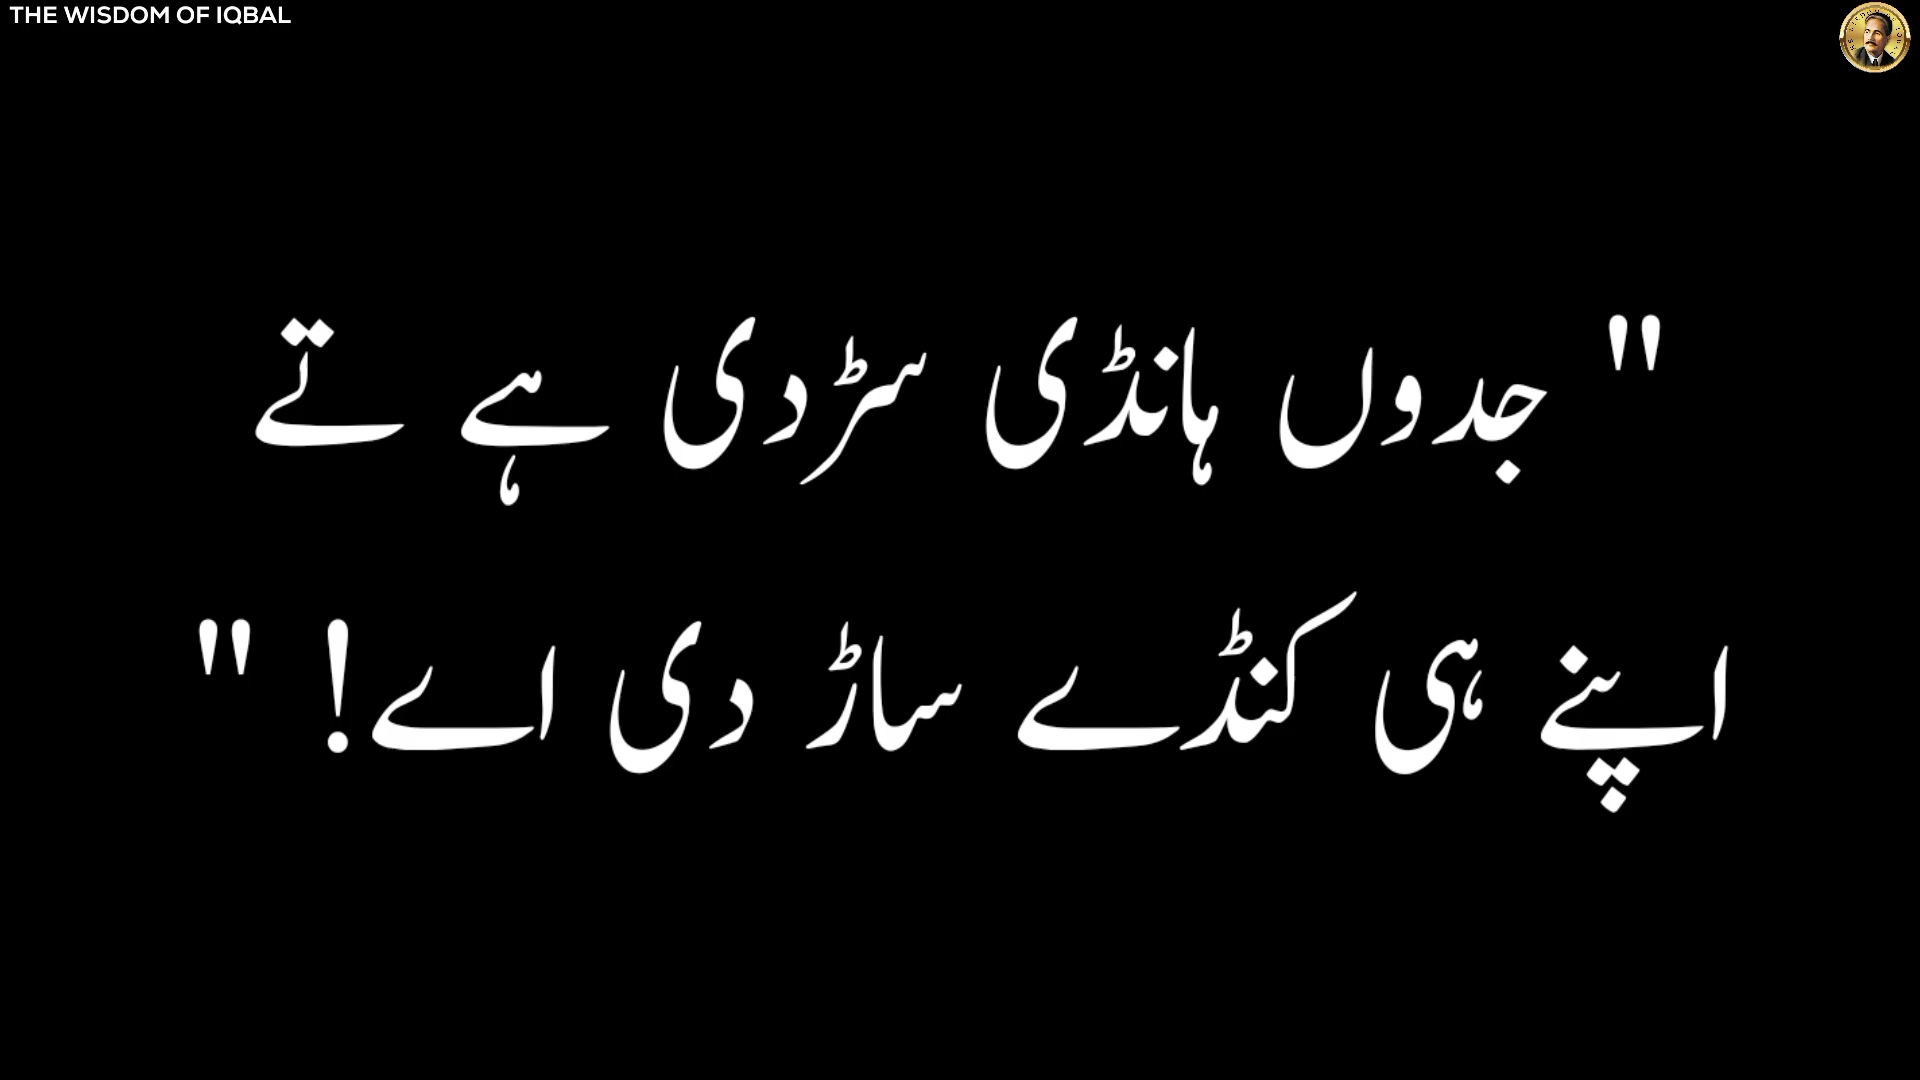 THE WISDOM OF IQBAL
" جدوں ہانڈی سڑدی ہے تے
اپنے ہی کنڈے ساڑ دی اے! "